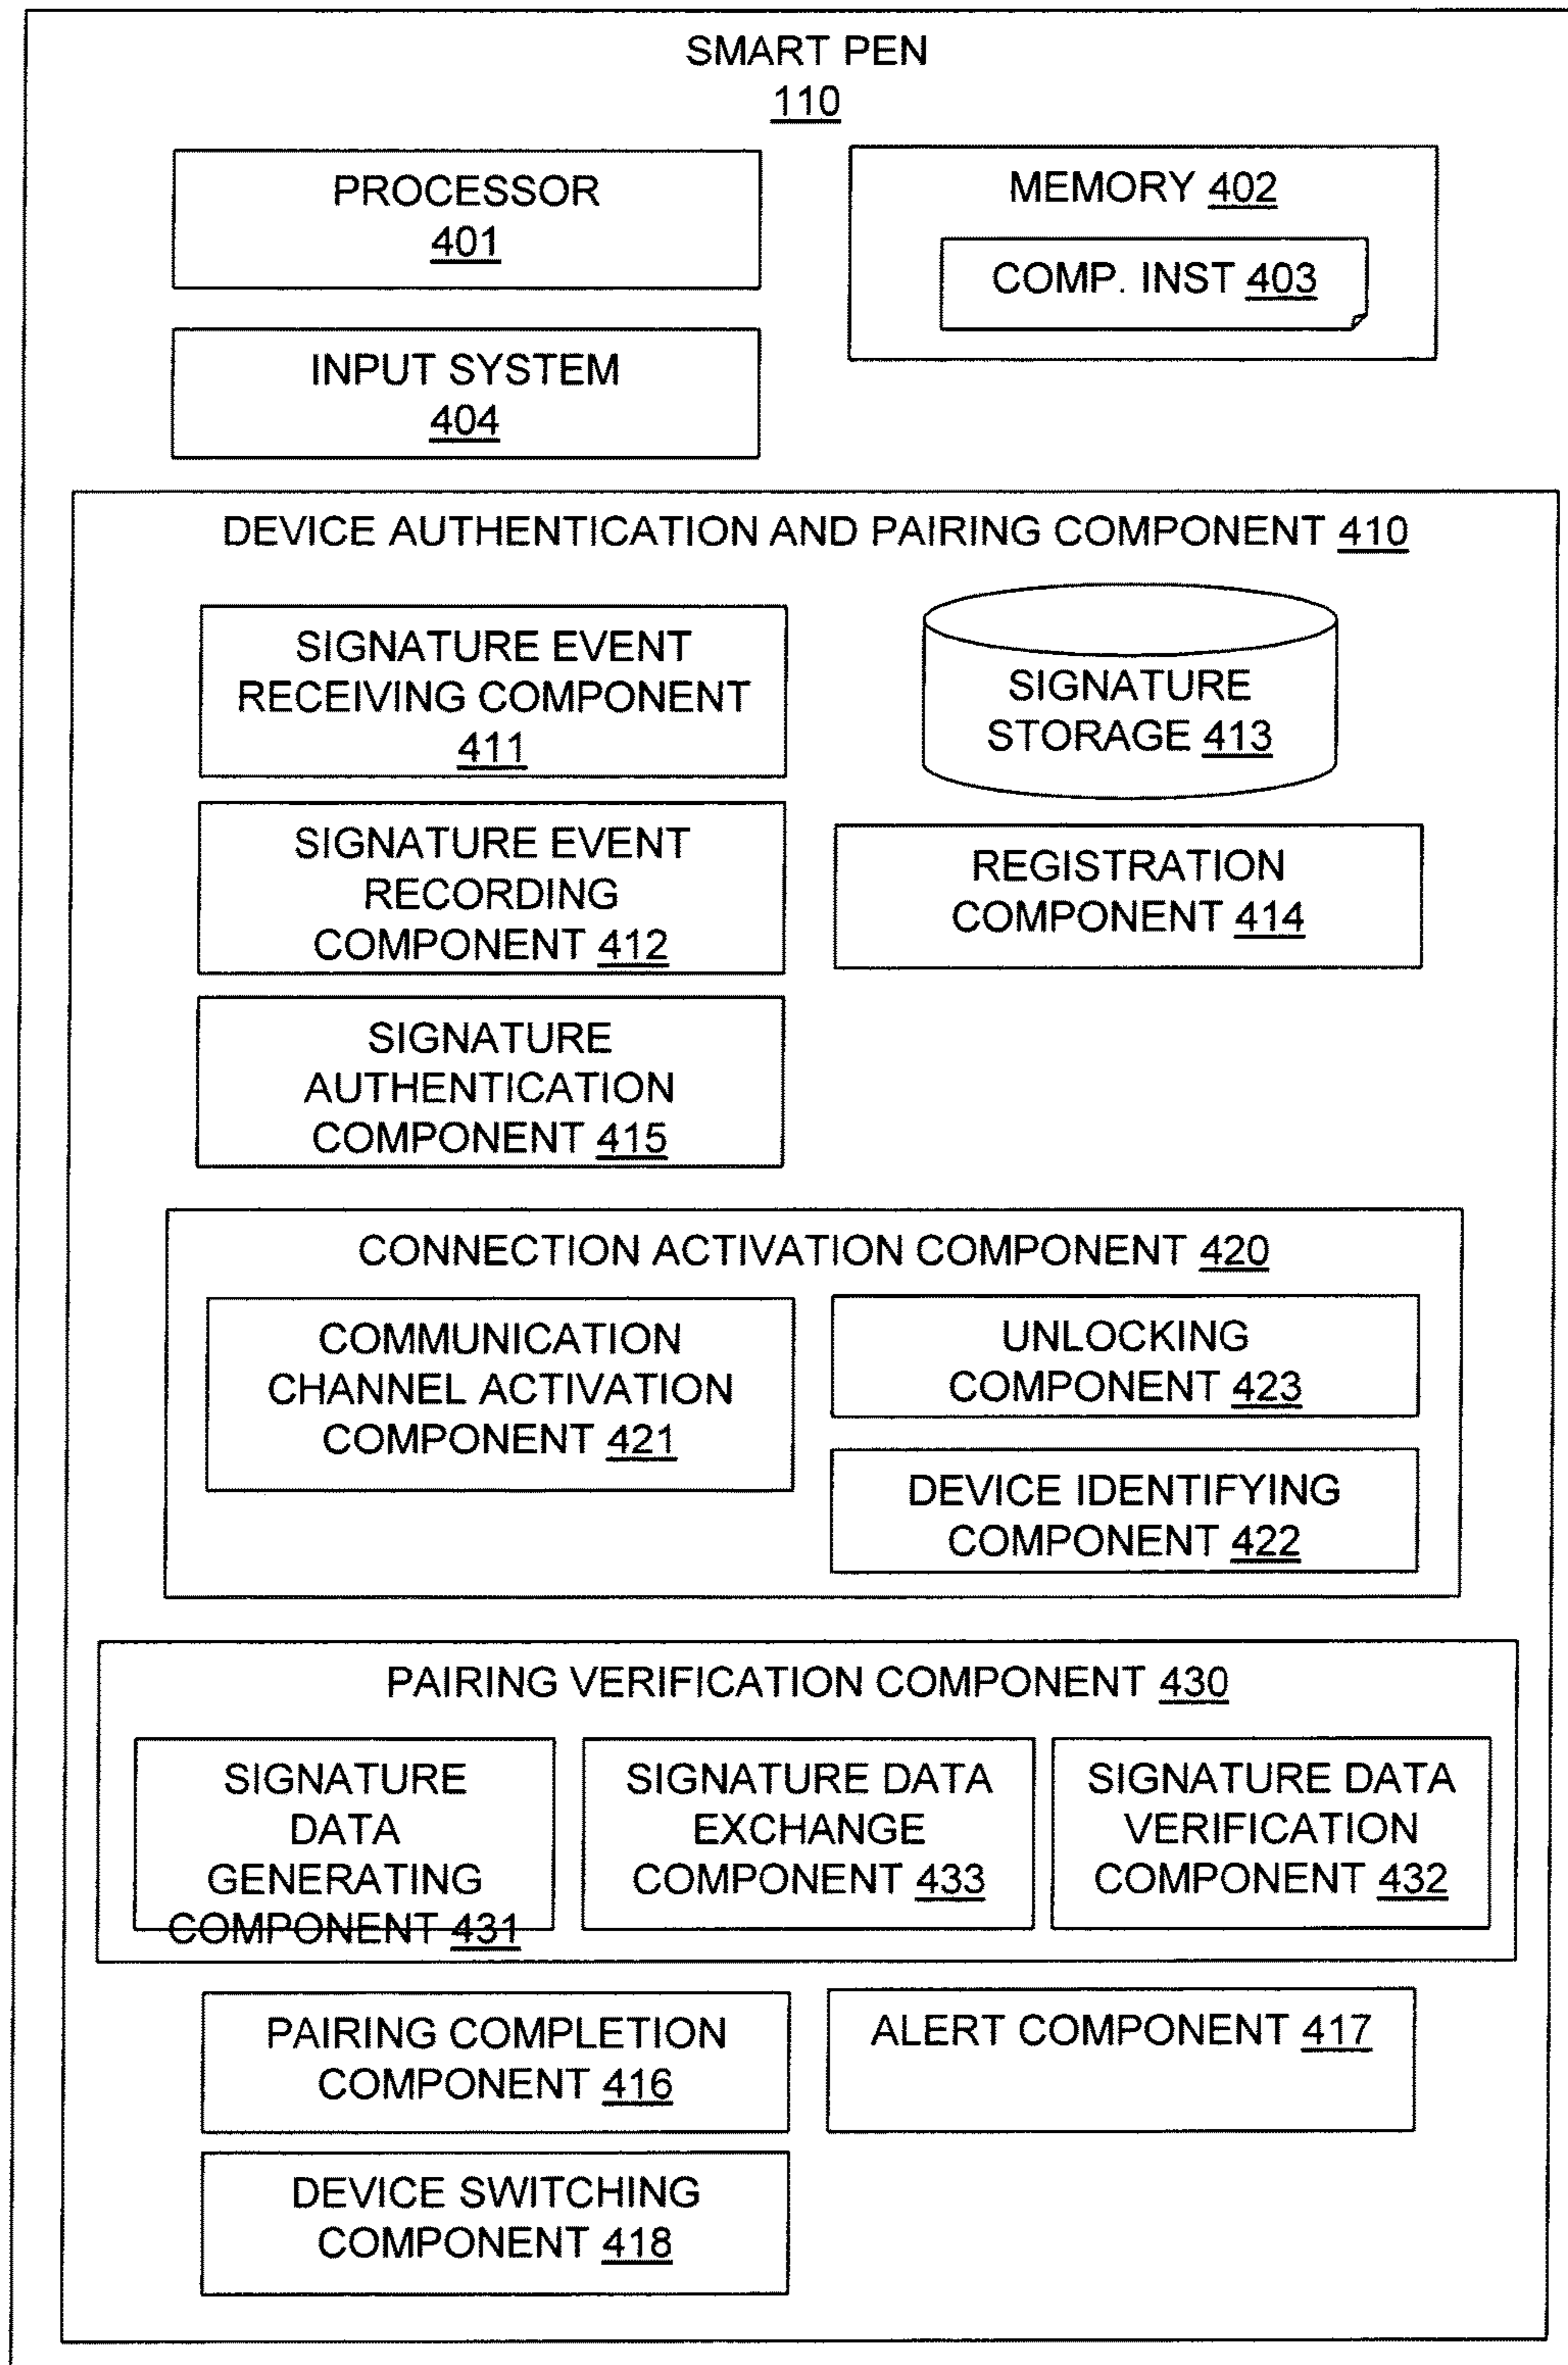 SMART PEN
110
PROCESSOR
401
MEMORY 402
COMP. INST 403
INPUT SYSTEM
404
DEVICE AUTHENTICATION AND PAIRING COMPONENT 410
SIGNATURE EVENT
RECEIVING COMPONENT
411
SIGNATURE
STORAGE 413
SIGNATURE EVENT
RECORDING
COMPONENT 412
REGISTRATION
COMPONENT 414
SIGNATURE
AUTHENTICATION
COMPONENT 415
CONNECTION ACTIVATION COMPONENT 420
COMMUNICATION
CHANNEL ACTIVATION
COMPONENT 421
UNLOCKING
COMPONENT 423
DEVICE IDENTIFYING
COMPONENT 422
PAIRING VERIFICATION COMPONENT 430
SIGNATURE
DATA
GENERATING
COMPONENT 431
SIGNATURE DATA
EXCHANGE
COMPONENT 433
SIGNATURE DATA
VERIFICATION
COMPONENT 432
PAIRING COMPLETION
COMPONENT 416
ALERT COMPONENT 417
DEVICE SWITCHING
COMPONENT 418